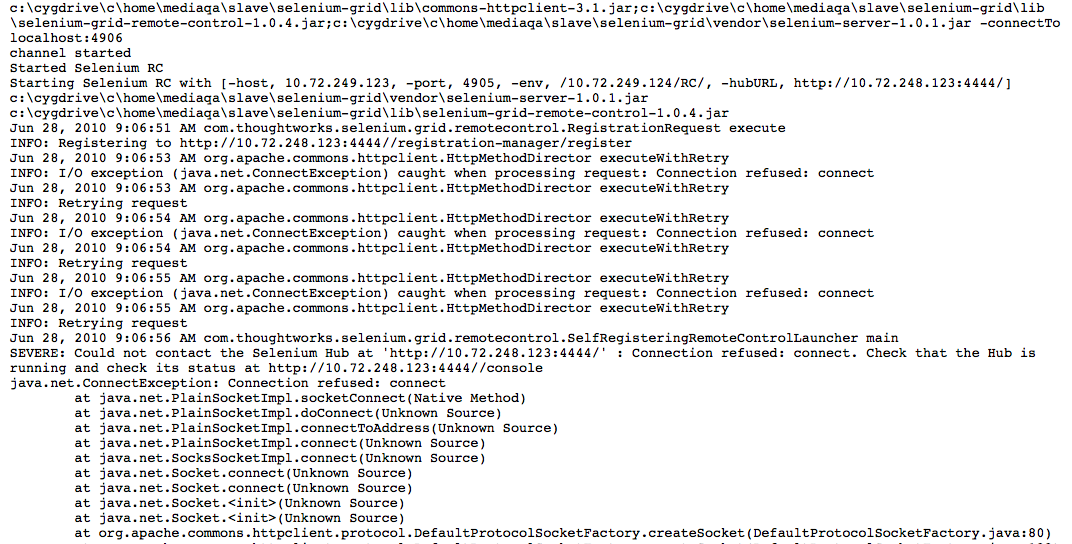 c:\cygdrive\c\home\mediaqa\slave\selenium-grid\lib\commons-httpclient-3.1.jar;c:\cygdrive\c\home\mediaqa\slave\selenium-grid\lib
\selenium-grid-remote-control-1.0.4.jar;c:\cygdrive\c\home\mediaqa\slave\selenium-grid\vendor\selenium-server-1.0.1.jar -connectTo
localhost:4906
channel started
Started Selenium RC
Starting Selenium RC with [-host, 10.72.249.123, -port, 4905, -env, /10.72.249.124/RC/, -hubURL, http://10.72.248.123:4444/]
c:\cygdrive\c\home\mediaqa\slave\selenium-grid\vendor\selenium-server-1.0.1.jar
c:\cygdrive\c\home\mediaqa\slave\selenium-grid\lib\selenium-grid-remote-control-1.0.4.jar
Jun 28, 2010 9:06:51 AM com.thoughtworks.selenium.grid.remotecontrol.RegistrationRequest execute
INFO: Registering to http://10.72.248.123:4444//registration-manager/register
Jun 28, 2010 9:06:53 AM org.apache.commons.httpclient.HttpMethodDirector executeWithRetry
INFO: I/O exception (java.net.ConnectException) caught when processing request: Connection refused: connect
Jun 28, 2010 9:06:53 AM org.apache.commons.httpclient.HttpMethodDirector executeWithRetry
INFO: Retrying request
Jun 28, 2010 9:06:54 AM org.apache.commons.httpclient.HttpMethodDirector executeWithRetry
INFO: I/O exception (java.net.ConnectException) caught when processing request: Connection refused: connect
Jun 28, 2010 9:06:54 AM org.apache.commons.httpclient.HttpMethodDirector executeWithRetry
INFO: Retrying request
Jun 28, 2010 9:06:55 AM org.apache.commons.httpclient.HttpMethodDirector executeWithRetry
INFO: I/O exception (java.net.ConnectException) caught when processing request: Connection refused: connect
Jun 28, 2010 9:06:55 AM org.apache.commons.httpclient.HttpMethodDirector executeWithRetry
INFO: Retrying request
Jun 28, 2010 9:06:56 AM com.thoughtworks.selenium.grid.remotecontrol.SelfRegisteringRemoteControlLauncher main
SEVERE: Could not contact the Selenium Hub at 'http://10.72.248.123:4444/' : Connection refused: connect. Check that the Hub is
running and check its status at http://10.72.248.123:4444//console
java.net.ConnectException: Connection refused: connect
at java.net.PlainSocketImpl.socketConnect(Native Method)
at java.net.PlainSocketImpl.doConnect(Unknown Source)
at java.net.PlainSocketImpl.connectToAddress(Unknown Source)
at java.net.PlainSocketImpl.connect(Unknown Source)
at java.net.SocksSocketImpl.connect(Unknown Source)
at java.net.Socket.connect(Unknown Source)
at java.net.Socket.connect(Unknown Source)
at java.net.Socket.<init>(Unknown Source)
at java.net.Socket.<init>(Unknown Source)
at org.apache.commons.httpclient.protocol.DefaultProtocolSocketFactory.createSocket(DefaultProtocolSocketFactory.java:80)